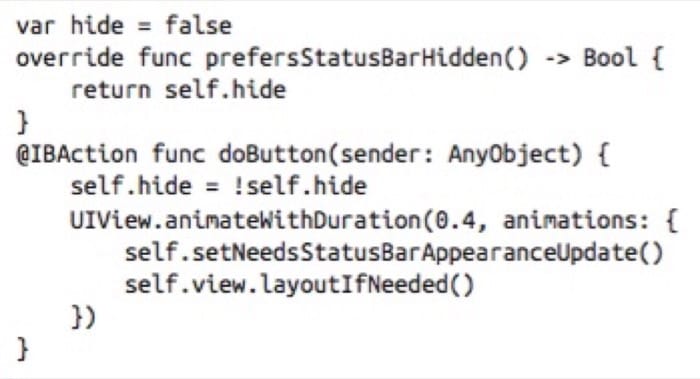 var hide = false
override func prefersStatusBarHidden() -> Bool {
    return self.hide
}
@IBAction func doButton(sender: AnyObject) {
    self.hide = !self.hide
    UIView.animateWithDuration(0.4, animations: {
        self.setNeedsStatusBarAppearanceUpdate()
        self.view.layoutIfNeeded()
    })
}